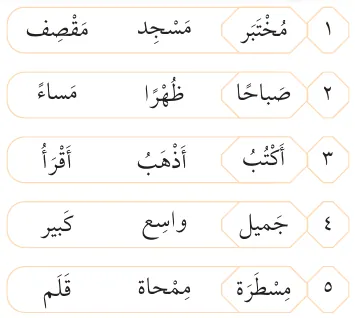 ١ مُخْتَبَر مَسْجِد مَقْصِف
٢ صَباحًا ظُهْرًا مَساءً
٣ أَكْتُبُ أَذْهَبُ أَقْرَأُ
٤ جَميل واسِع كَبير
٥ مِسْطَرَة مِمْحاة قَلَم